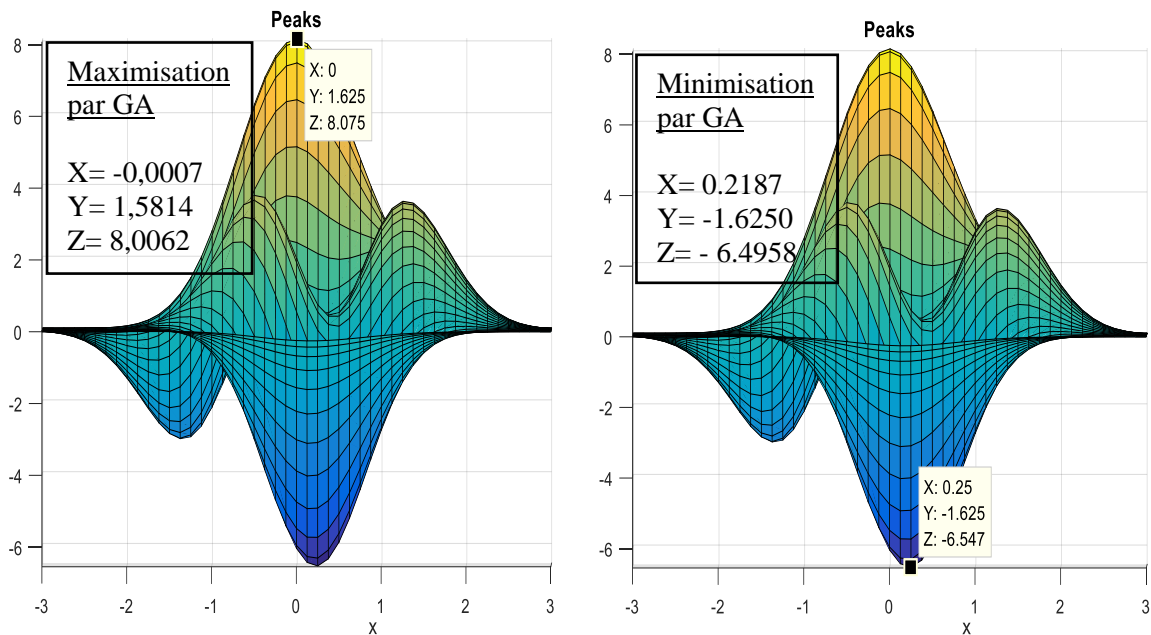 Peaks
8
6
4
2
0
-2
-4
-6
Maximisation
par GA
X= -0,0007
Y= 1,5814
Z= 8,0062
X: 0
Y: 1.625
Z: 8.075
-3 -2 -1 0 1 2 3
x
Peaks
8
6
4
2
0
-2
-4
-6
Minimisation
par GA
X= 0.2187
Y= -1.6250
Z= - 6.4958
X: 0.25
Y: -1.625
Z: -6.547
-3 -2 -1 0 1 2 3
x